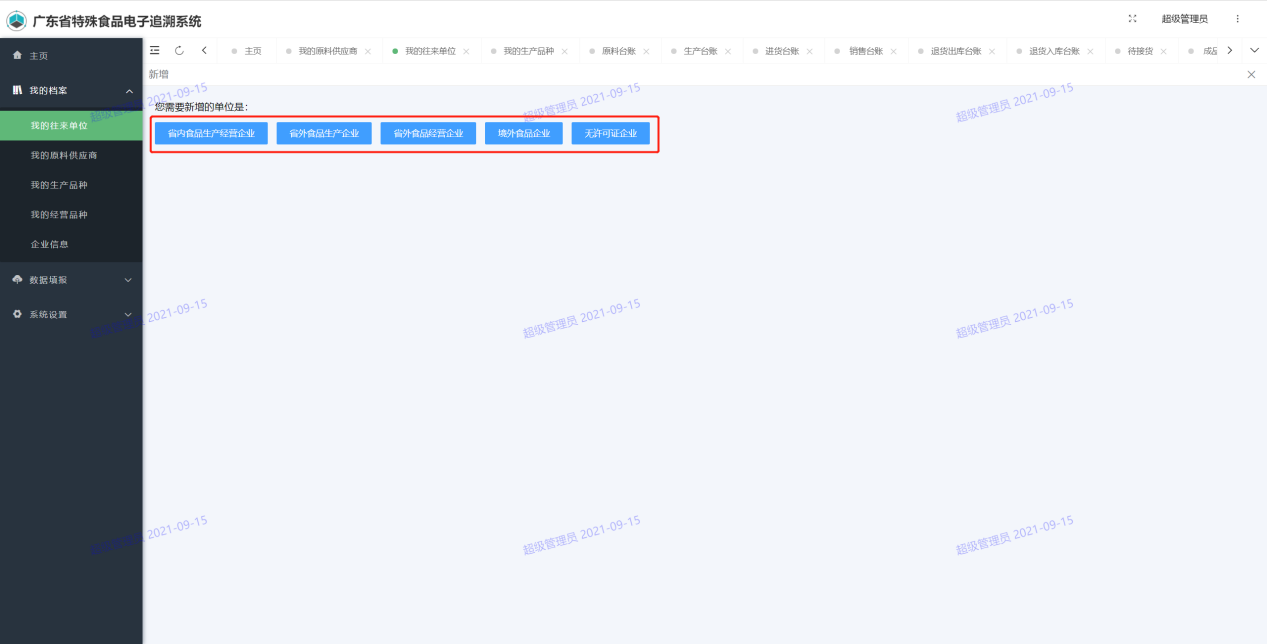 广东省特殊食品电子追溯系统
超级管理员
主页
我的档案
我的往来单位
我的原料供应商
我的生产品种
我的经营品种
企业信息
数据填报
系统设置
主页 我的原料供应商 我的往来单位 我的生产品种 原料台账 生产台账 进货台账 销售台账 退货出库台账 退货入库台账 待接货 成品
新增
您需要新增的单位是：
省内食品生产经营企业 省外食品生产企业 省外食品经营企业 境外食品企业 无许可证企业
超级管理员 2021-09-15
超级管理员 2021-09-15
超级管理员 2021-09-15
超级管理员 2021-09-15
超级管理员 2021-09-15
超级管理员 2021-09-15
超级管理员 2021-09-15
超级管理员 2021-09-15
超级管理员 2021-09-15